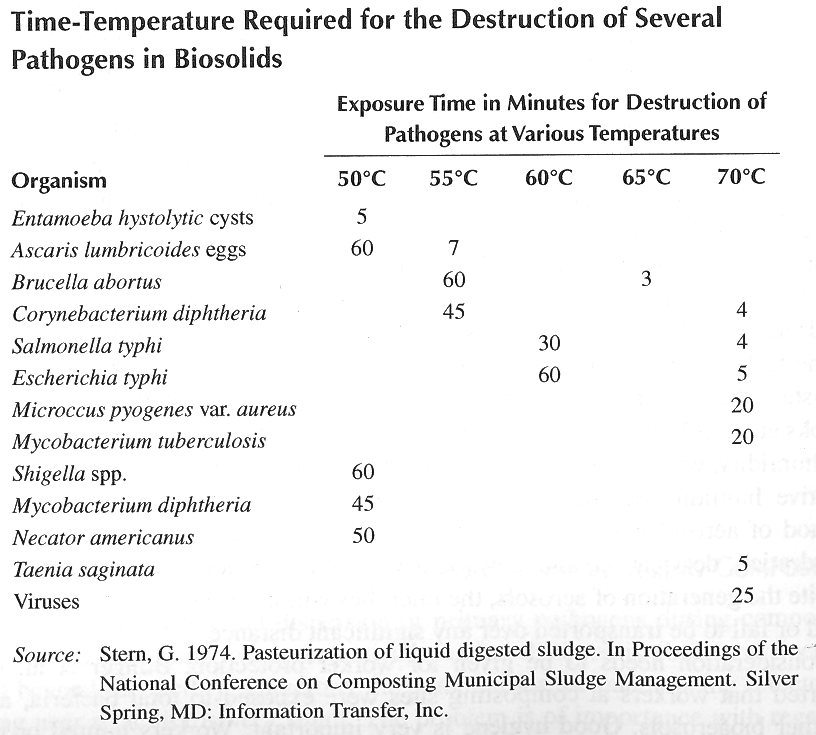 Time-Temperature Required for the Destruction of Several
Pathogens in Biosolids
Exposure Time in Minutes for Destruction of
Pathogens at Various Temperatures
Organism 50°C 55°C 60°C 65°C 70°C
Entamoeba hystolytic cysts 5
Ascaris lumbricoides eggs 60 7
Brucella abortus 60 3
Corynebacterium diphtheria 45 4
Salmonella typhi 30 4
Escherichia typhi 60 5
Microccus pyogenes var. aureus 20
Mycobacterium tuberculosis 20
Shigella spp. 60
Mycobacterium diphtheria 45
Necator americanus 50
Taenia saginata 5
Viruses 25
Source: Stern, G. 1974. Pasteurization of liquid digested sludge. In Proceedings of the
National Conference on Composting Municipal Sludge Management. Silver
Spring, MD: Information Transfer, Inc.